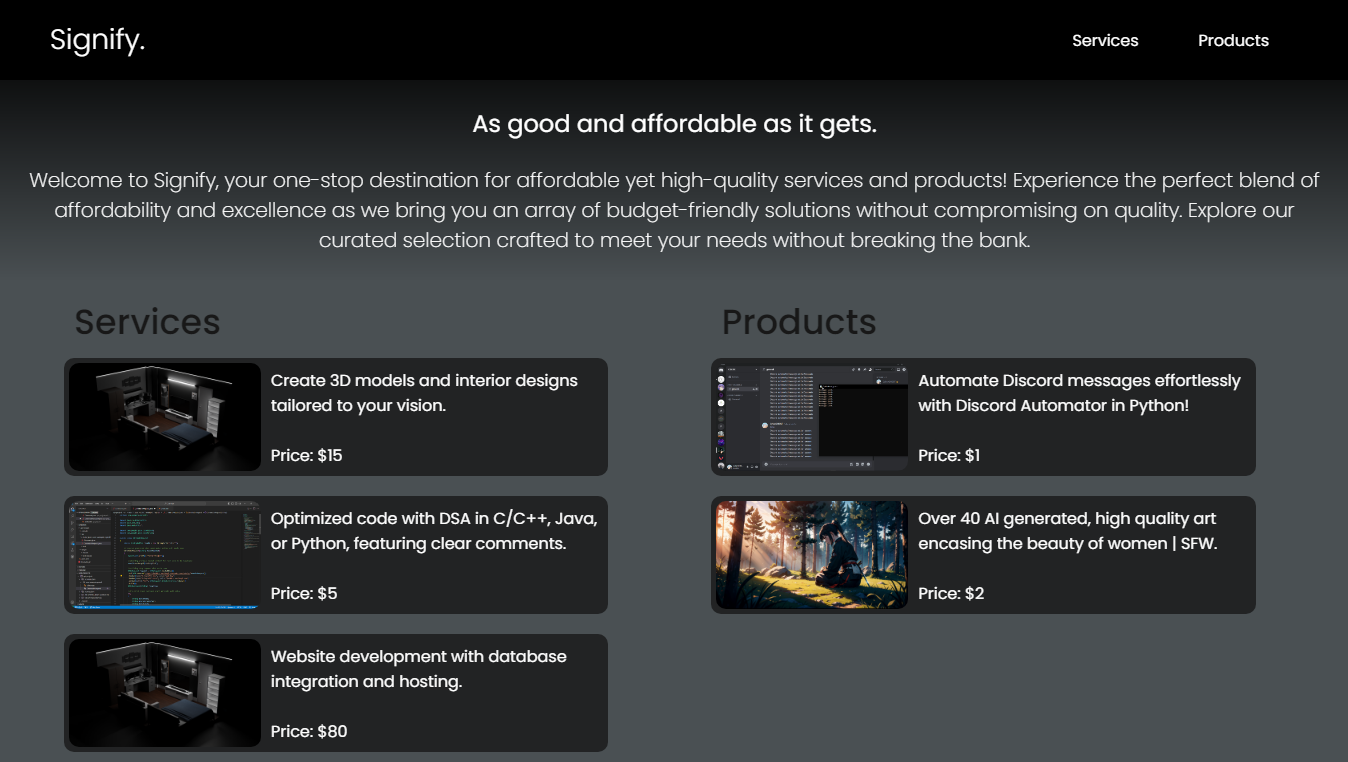 Signify.
Services
Products
As good and affordable as it gets.
Welcome to Signify, your one-stop destination for affordable yet high-quality services and products! Experience the perfect blend of
affordability and excellence as we bring you an array of budget-friendly solutions without compromising on quality. Explore our
curated selection crafted to meet your needs without breaking the bank.
Services
Create 3D models and interior designs
tailored to your vision.
Price: $15
Optimized code with DSA in C/C++, Java,
or Python, featuring clear comments.
Price: $5
Website development with database
integration and hosting.
Price: $80
Products
Automate Discord messages effortlessly
with Discord Automator in Python!
Price: $1
Over 40 AI generated, high quality art
encasing the beauty of women | SFW.
Price: $2